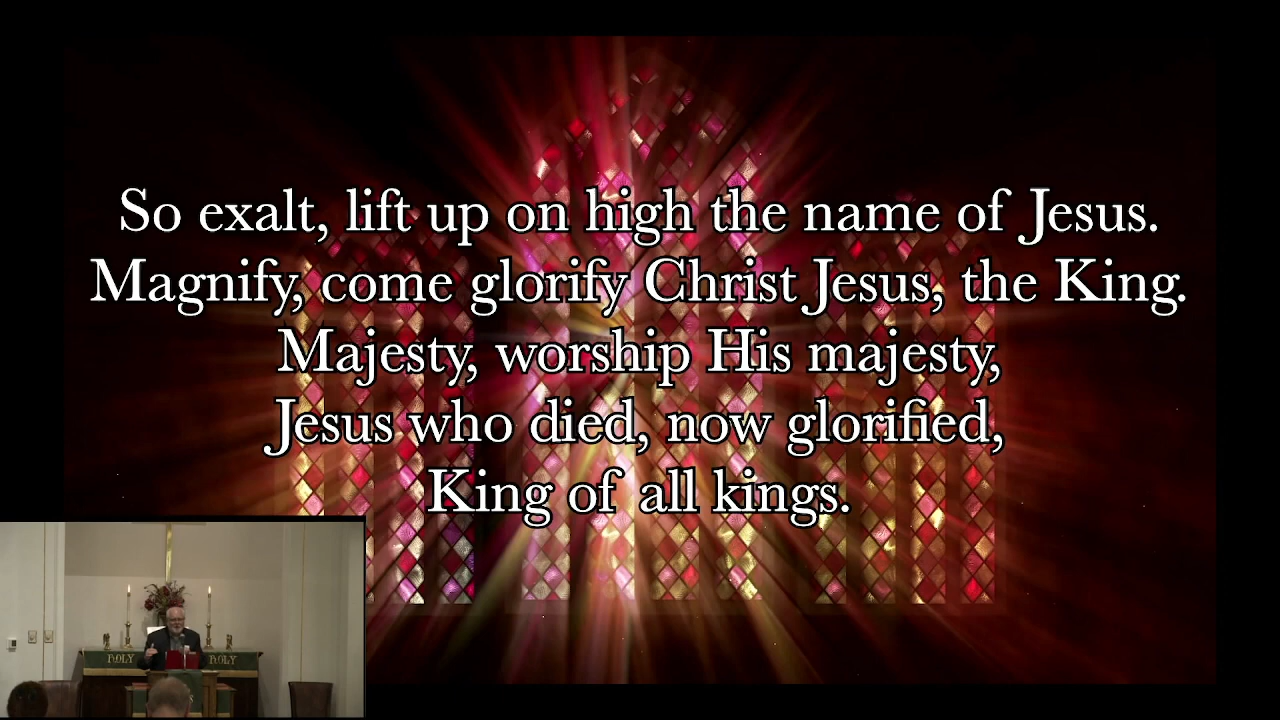 So exalt, lift up on high the name of Jesus.
Magnify, come glorify Christ Jesus, the King.
Majesty, worship His majesty,
Jesus who died, now glorified,
King of all kings.
HOLY HOLY